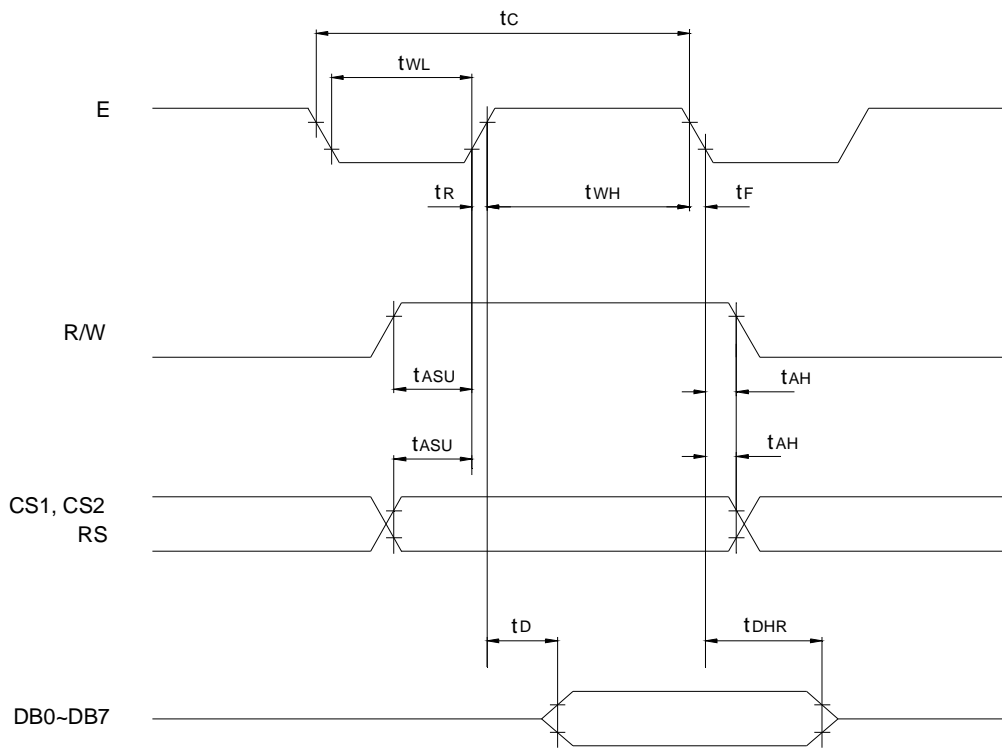 tC
tWL
E
tR
tWH
tF
R/W
tASU
tAH
tASU
tAH
CS1, CS2
RS
tD
tDHR
DB0~DB7